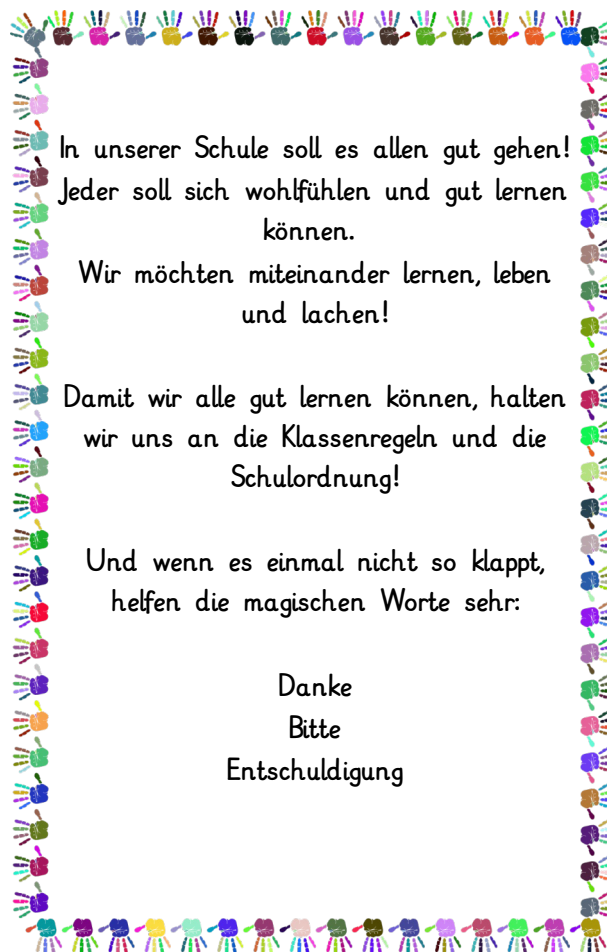 In unserer Schule soll es allen gut gehen!
Jeder soll sich wohlfühlen und gut lernen
können.
Wir möchten miteinander lernen, leben
und lachen!
Damit wir alle gut lernen können, halten
wir uns an die Klassenregeln und die
Schulordnung!
Und wenn es einmal nicht so klappt,
helfen die magischen Worte sehr:
Danke
Bitte
Entschuldigung